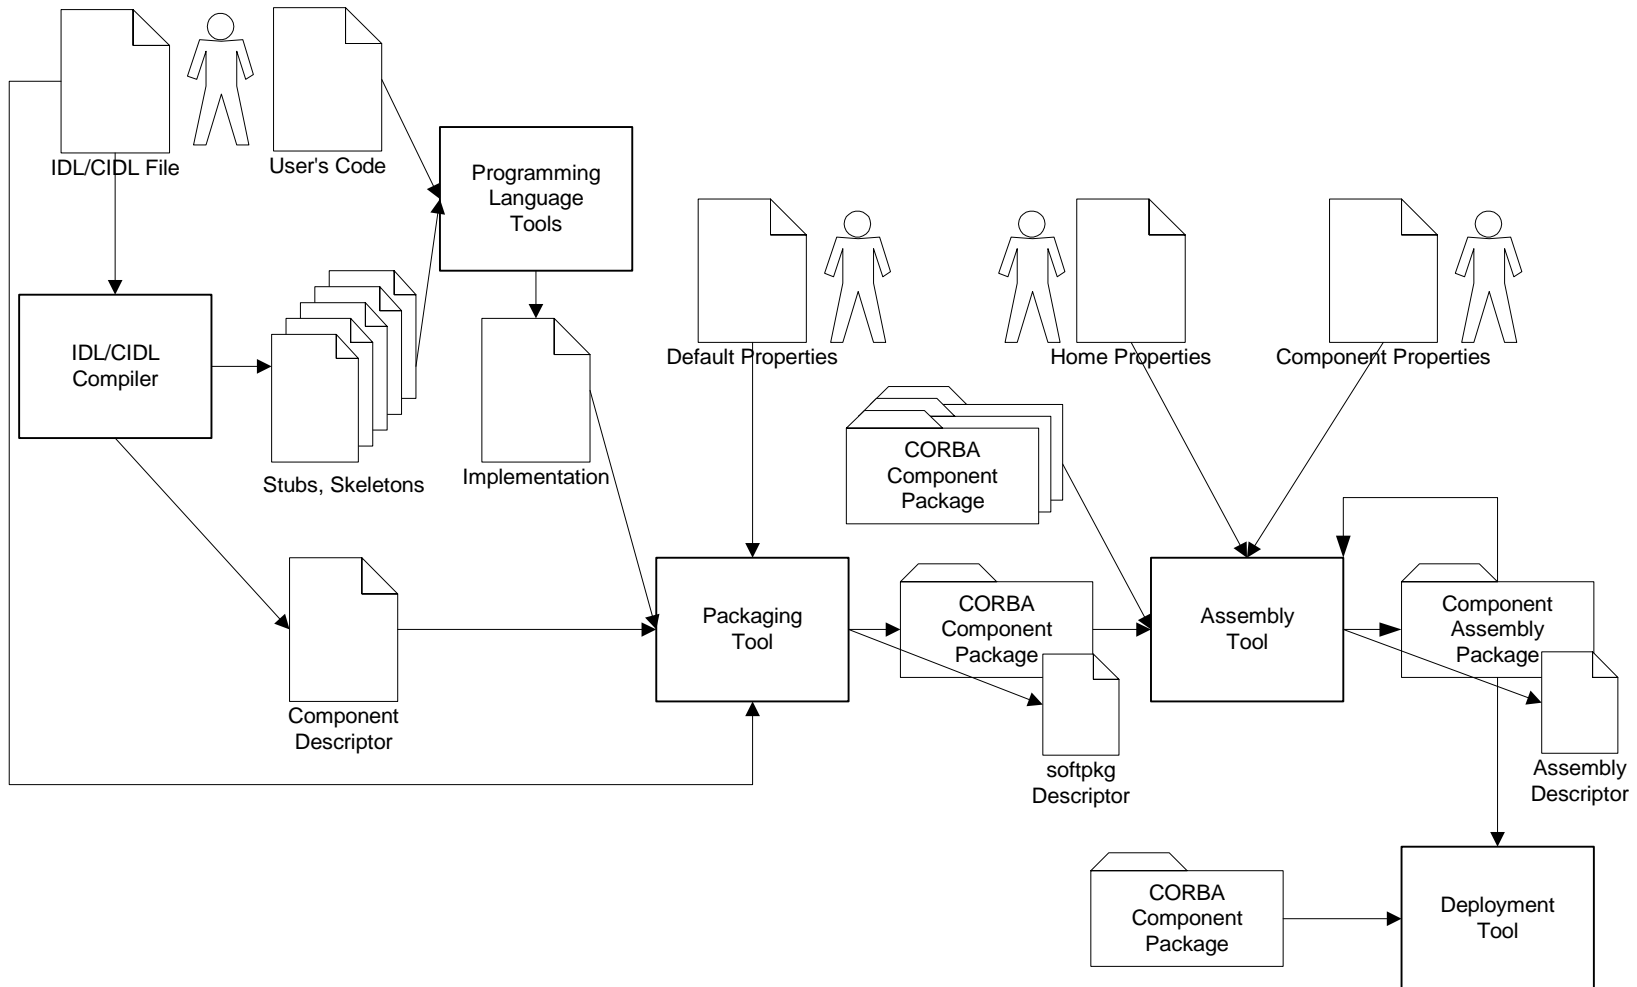 IDL/CIDL File
User's Code
Programming
Language
Tools
IDL/CIDL
Compiler
Stubs, Skeletons
Implementation
Default Properties
Home Properties
Component Properties
CORBA
Component
Package
Component
Descriptor
Packaging
Tool
CORBA
Component
Package
softpkg
Descriptor
Assembly
Tool
Component
Assembly
Package
Assembly
Descriptor
CORBA
Component
Package
Deployment
Tool